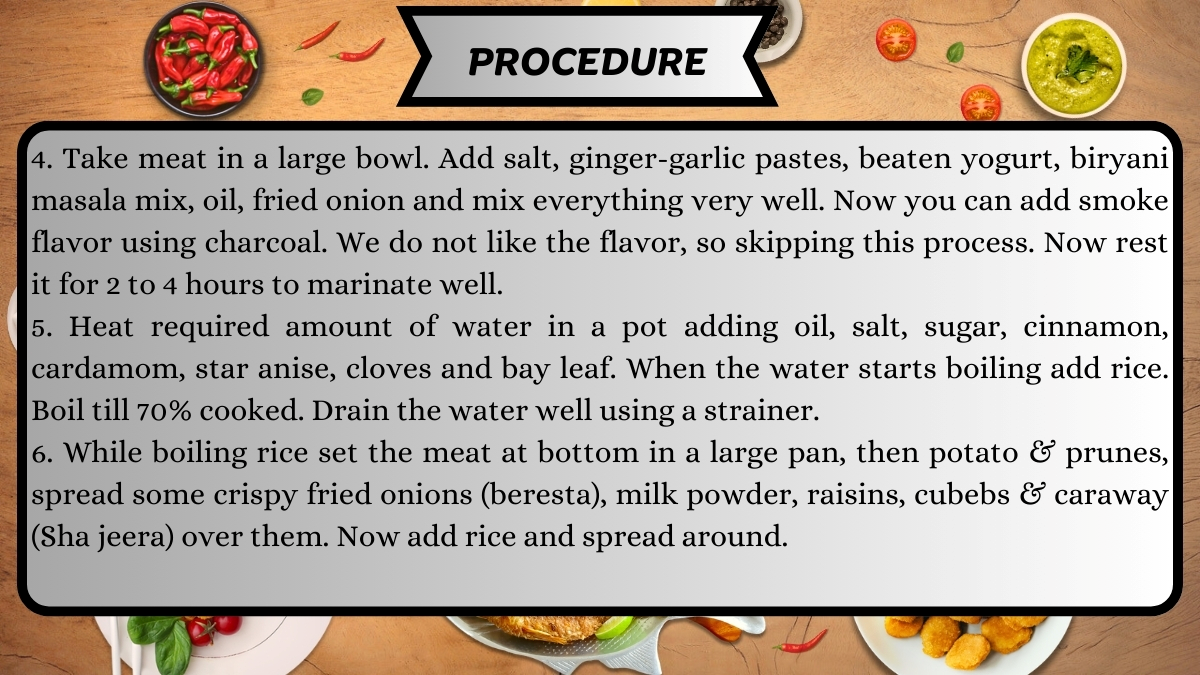 PROCEDURE
4. Take meat in a large bowl. Add salt, ginger-garlic pastes, beaten yogurt, biryani
masala mix, oil, fried onion and mix everything very well. Now you can add smoke
flavor using charcoal. We do not like the flavor, so skipping this process. Now rest
it for 2 to 4 hours to marinate well.
5. Heat required amount of water in a pot adding oil, salt, sugar, cinnamon,
cardamom, star anise, cloves and bay leaf. When the water starts boiling add rice.
Boil till 70% cooked. Drain the water well using a strainer.
6. While boiling rice set the meat at bottom in a large pan, then potato & prunes,
spread some crispy fried onions (beresta), milk powder, raisins, cubebs & caraway
(Sha jeera) over them. Now add rice and spread around.